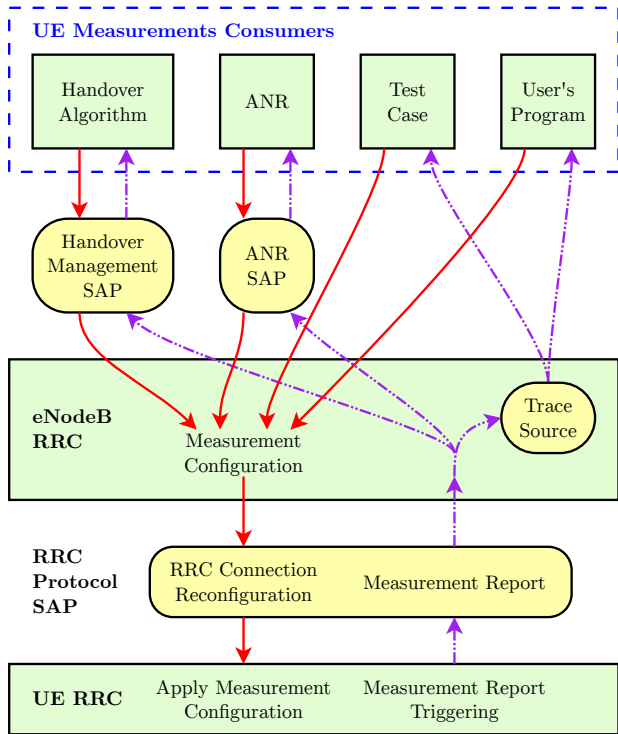 UE Measurements Consumers
Handover
Algorithm
ANR
Test
Case
User's
Program
Handover
Management
SAP
ANR
SAP
eNodeB
RRC
Measurement
Configuration
Trace
Source
RRC
Protocol
SAP
RRC Connection
Reconfiguration
Measurement Report
UE RRC
Apply Measurement
Configuration
Measurement Report
Triggering